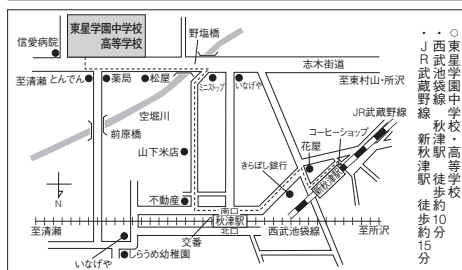 ○東星学園中学校・高等学校
・西武池袋線　秋津駅　徒歩約10分
・JR武蔵野線　新秋津駅　徒歩約15分
東星学園中学校
高等学校
信愛病院
野塩橋
志木街道
至清瀬
とんでん
薬局
松屋
ミニストップ
いなげや
至東村山・所沢
空堀川
前原橋
JR武蔵野線
コーヒーショップ
花屋
山下米店
きらぼし銀行
新秋津駅
N
不動産
南口
秋津駅
北口
至清瀬
交番
西武池袋線
至所沢
いなげや
しらうめ幼稚園